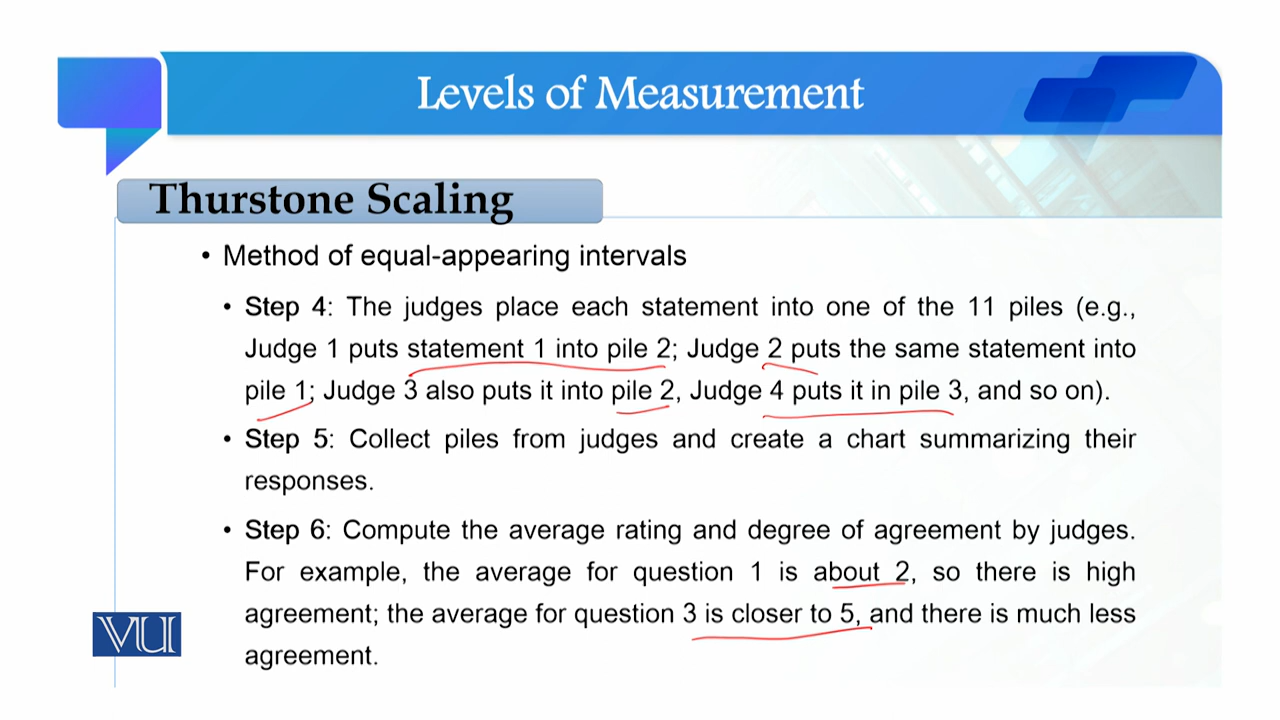 Levels of Measurement
Thurstone Scaling
• Method of equal-appearing intervals
• Step 4: The judges place each statement into one of the 11 piles (e.g.,
Judge 1 puts statement 1 into pile 2; Judge 2 puts the same statement into
pile 1; Judge 3 also puts it into pile 2, Judge 4 puts it in pile 3, and so on).
• Step 5: Collect piles from judges and create a chart summarizing their
responses.
• Step 6: Compute the average rating and degree of agreement by judges.
For example, the average for question 1 is about 2, so there is high
agreement; the average for question 3 is closer to 5, and there is much less
agreement.
VU